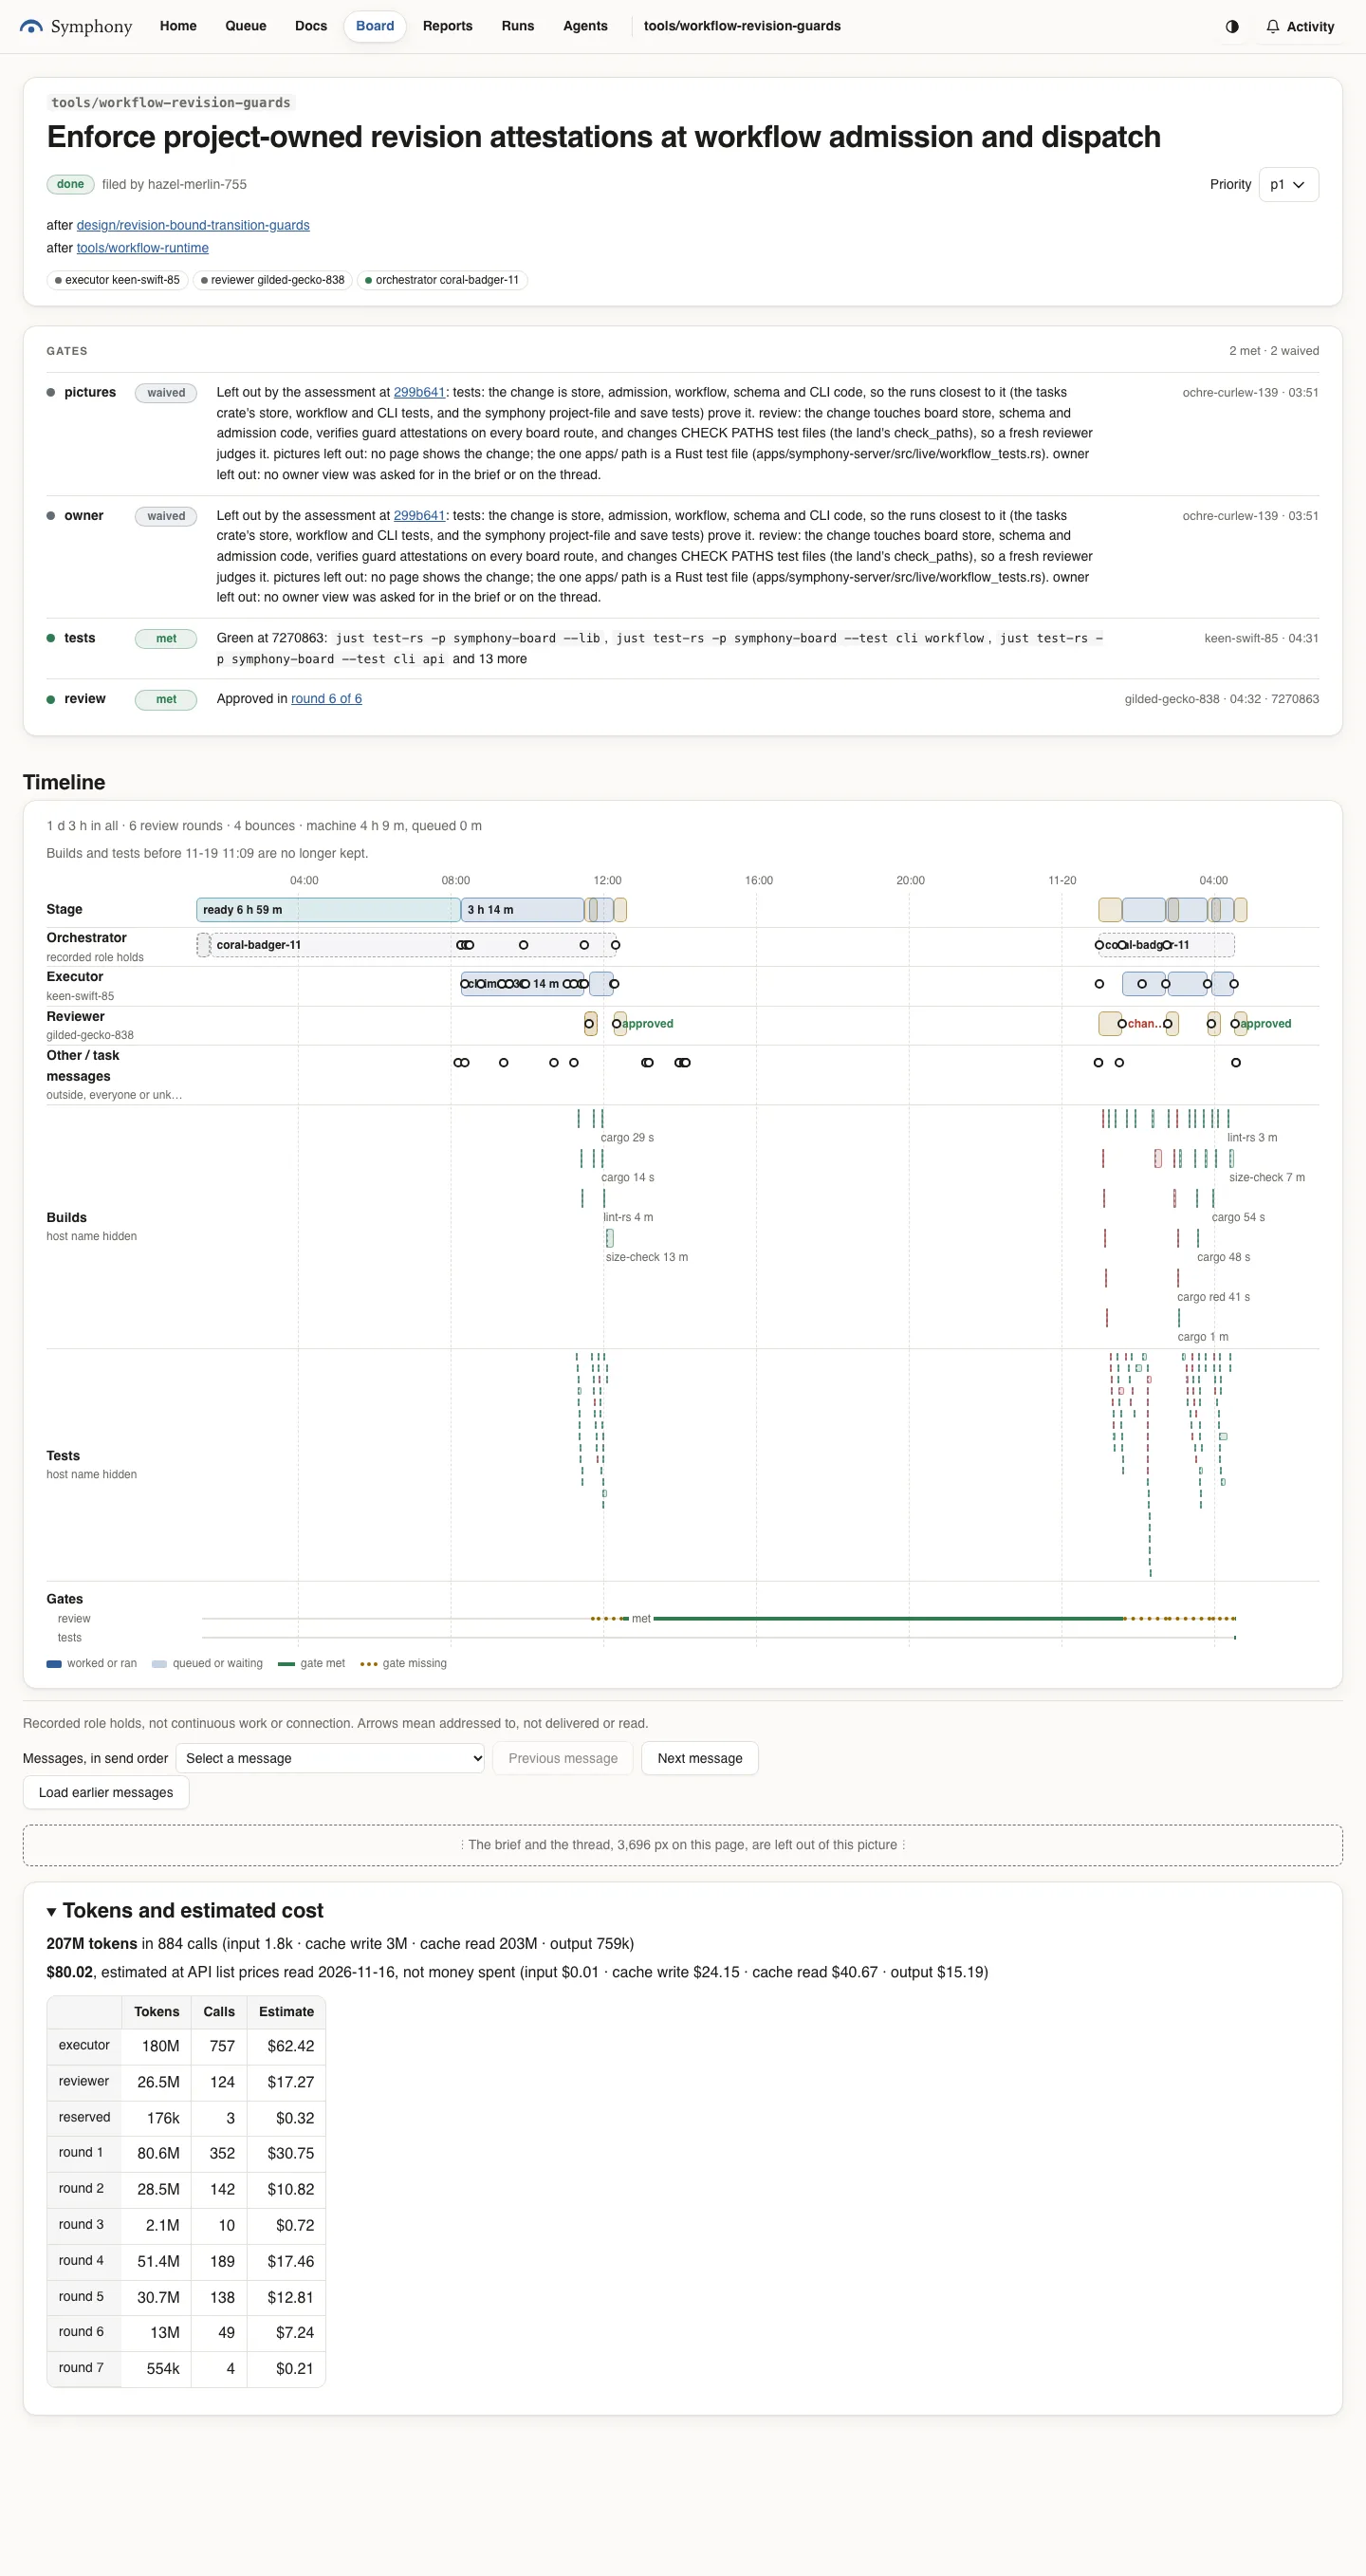 Symphony Home Queue Docs Board Reports Runs Agents tools/workflow-revision-guards Activity
tools/workflow-revision-guards
Enforce project-owned revision attestations at workflow admission and dispatch
done filed by hazel-merlin-755 Priority p1
after design/revision-bound-transition-guards
after tools/workflow-runtime
executor keen-swift-85 reviewer gilded-gecko-838 orchestrator coral-badger-11
GATES 2 met · 2 waived
pictures waived Left out by the assessment at 299b641: tests: the change is store, admission, workflow, schema and CLI code, so the runs closest to it (the tasks ochre-curlew-139 · 03:51
crate's store, workflow and CLI tests, and the symphony project-file and save tests) prove it. review: the change touches board store, schema and
admission code, verifies guard attestations on every board route, and changes CHECK PATHS test files (the land's check_paths), so a fresh reviewer
judges it. pictures left out: no page shows the change; the one apps/ path is a Rust test file (apps/symphony-server/src/live/workflow_tests.rs). owner
left out: no owner view was asked for in the brief or on the thread.
owner waived Left out by the assessment at 299b641: tests: the change is store, admission, workflow, schema and CLI code, so the runs closest to it (the tasks ochre-curlew-139 · 03:51
crate's store, workflow and CLI tests, and the symphony project-file and save tests) prove it. review: the change touches board store, schema and
admission code, verifies guard attestations on every board route, and changes CHECK PATHS test files (the land's check_paths), so a fresh reviewer
judges it. pictures left out: no page shows the change; the one apps/ path is a Rust test file (apps/symphony-server/src/live/workflow_tests.rs). owner
left out: no owner view was asked for in the brief or on the thread.
tests met Green at 7270863: just test-rs -p symphony-board --lib, just test-rs -p symphony-board --test cli workflow, just test-rs - keen-swift-85 · 04:31
p symphony-board --test cli api and 13 more
review met Approved in round 6 of 6 gilded-gecko-838 · 04:32 · 7270863
Timeline
1 d 3 h in all · 6 review rounds · 4 bounces · machine 4 h 9 m, queued 0 m
Builds and tests before 11-19 11:09 are no longer kept.
04:00 08:00 12:00 16:00 20:00 11-20 04:00
Stage ready 6 h 59 m 3 h 14 m
Orchestrator coral-badger-11
recorded role holds
Executor 14 m
keen-swift-85
Reviewer approved chan... approved
gilded-gecko-838
Other / task
messages
outside, everyone or unk...
cargo 29 s lint-rs 3 m
cargo 14 s size-check 7 m
Builds lint-rs 4 m cargo 54 s
host name hidden size-check 13 m cargo 48 s
cargo red 41 s
cargo 1 m
Tests
host name hidden
Gates
review met
tests
worked or ran queued or waiting gate met gate missing
Recorded role holds, not continuous work or connection. Arrows mean addressed to, not delivered or read.
Messages, in send order Select a message Previous message Next message
Load earlier messages
⋮ The brief and the thread, 3,696 px on this page, are left out of this picture ⋮
Tokens and estimated cost
207M tokens in 884 calls (input 1.8k · cache write 3M · cache read 203M · output 759k)
$80.02, estimated at API list prices read 2026-11-16, not money spent (input $0.01 · cache write $24.15 · cache read $40.67 · output $15.19)
Tokens Calls Estimate
executor 180M 757 $62.42
reviewer 26.5M 124 $17.27
reserved 176k 3 $0.32
round 1 80.6M 352 $30.75
round 2 28.5M 142 $10.82
round 3 2.1M 10 $0.72
round 4 51.4M 189 $17.46
round 5 30.7M 138 $12.81
round 6 13M 49 $7.24
round 7 554k 4 $0.21